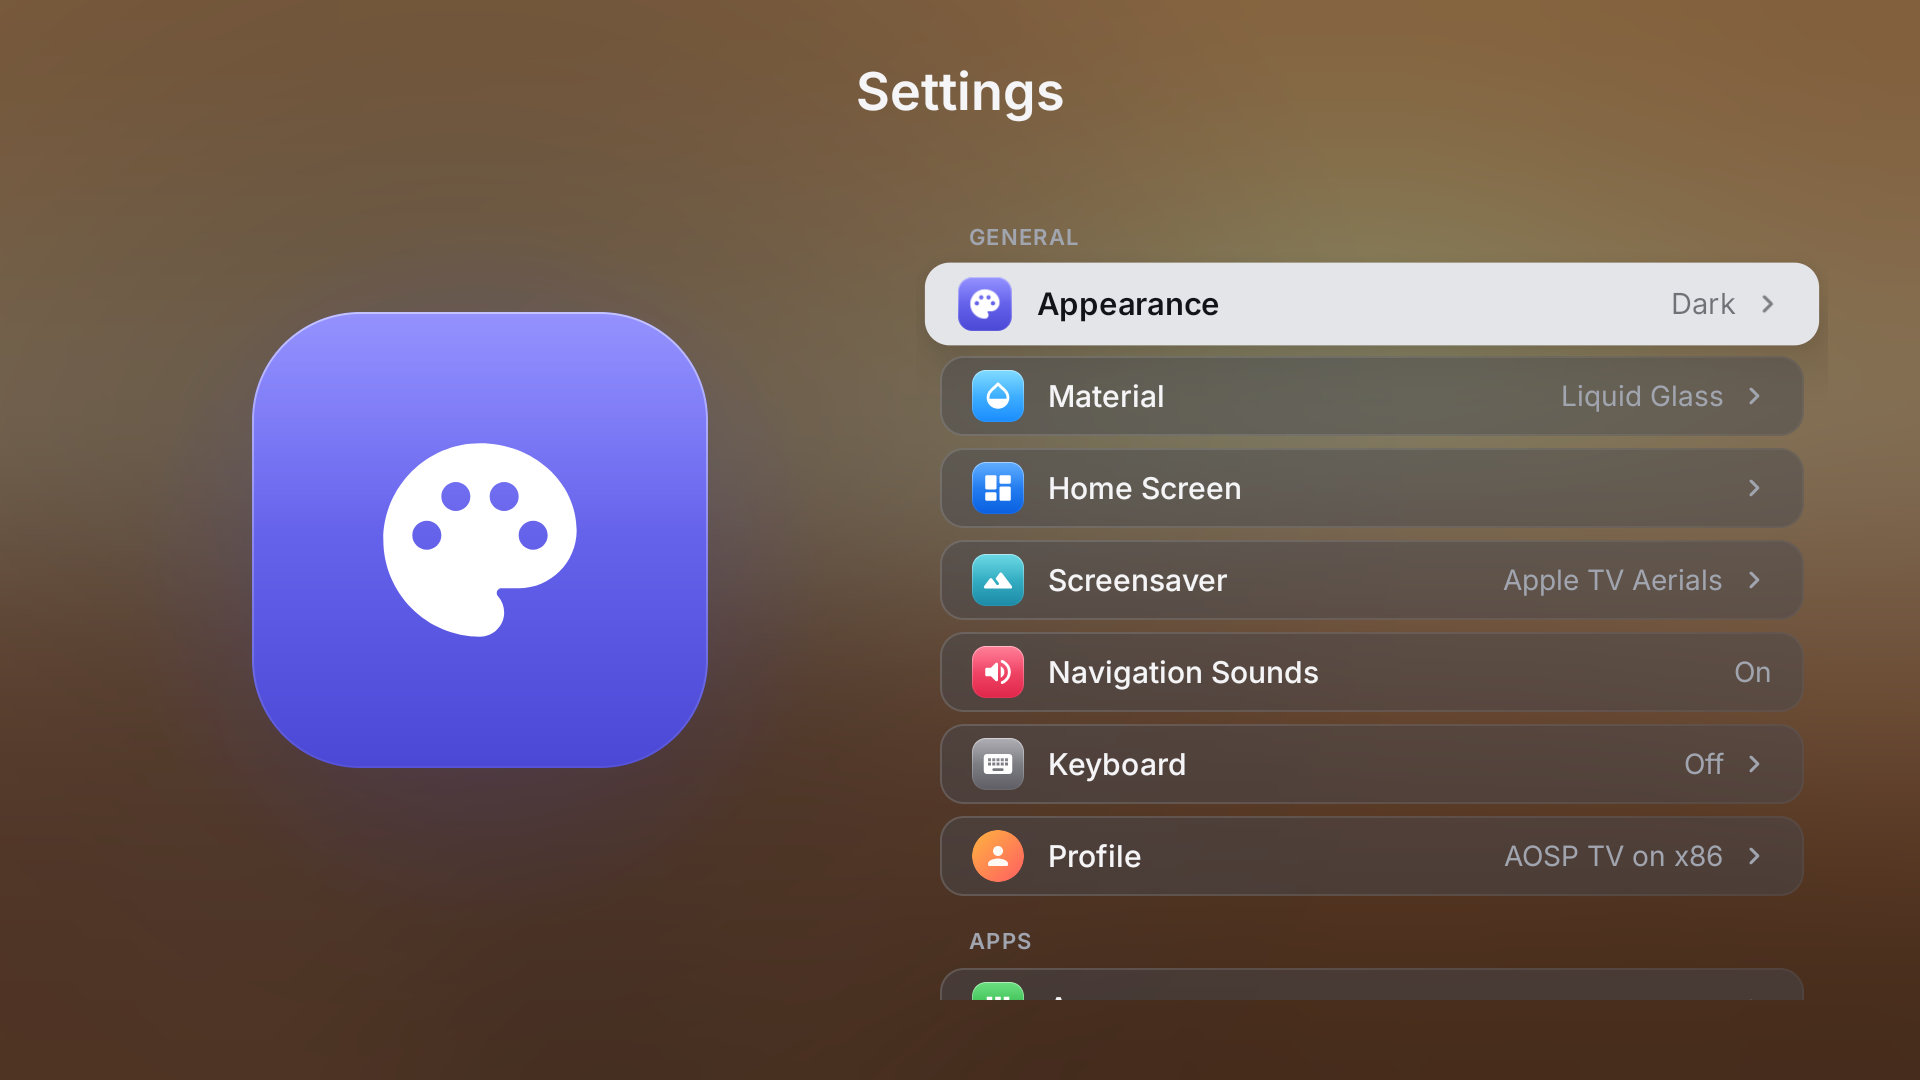 Settings
GENERAL
Appearance Dark
Material Liquid Glass
Home Screen
Screensaver Apple TV Aerials
Navigation Sounds On
Keyboard Off
Profile AOSP TV on x86
APPS